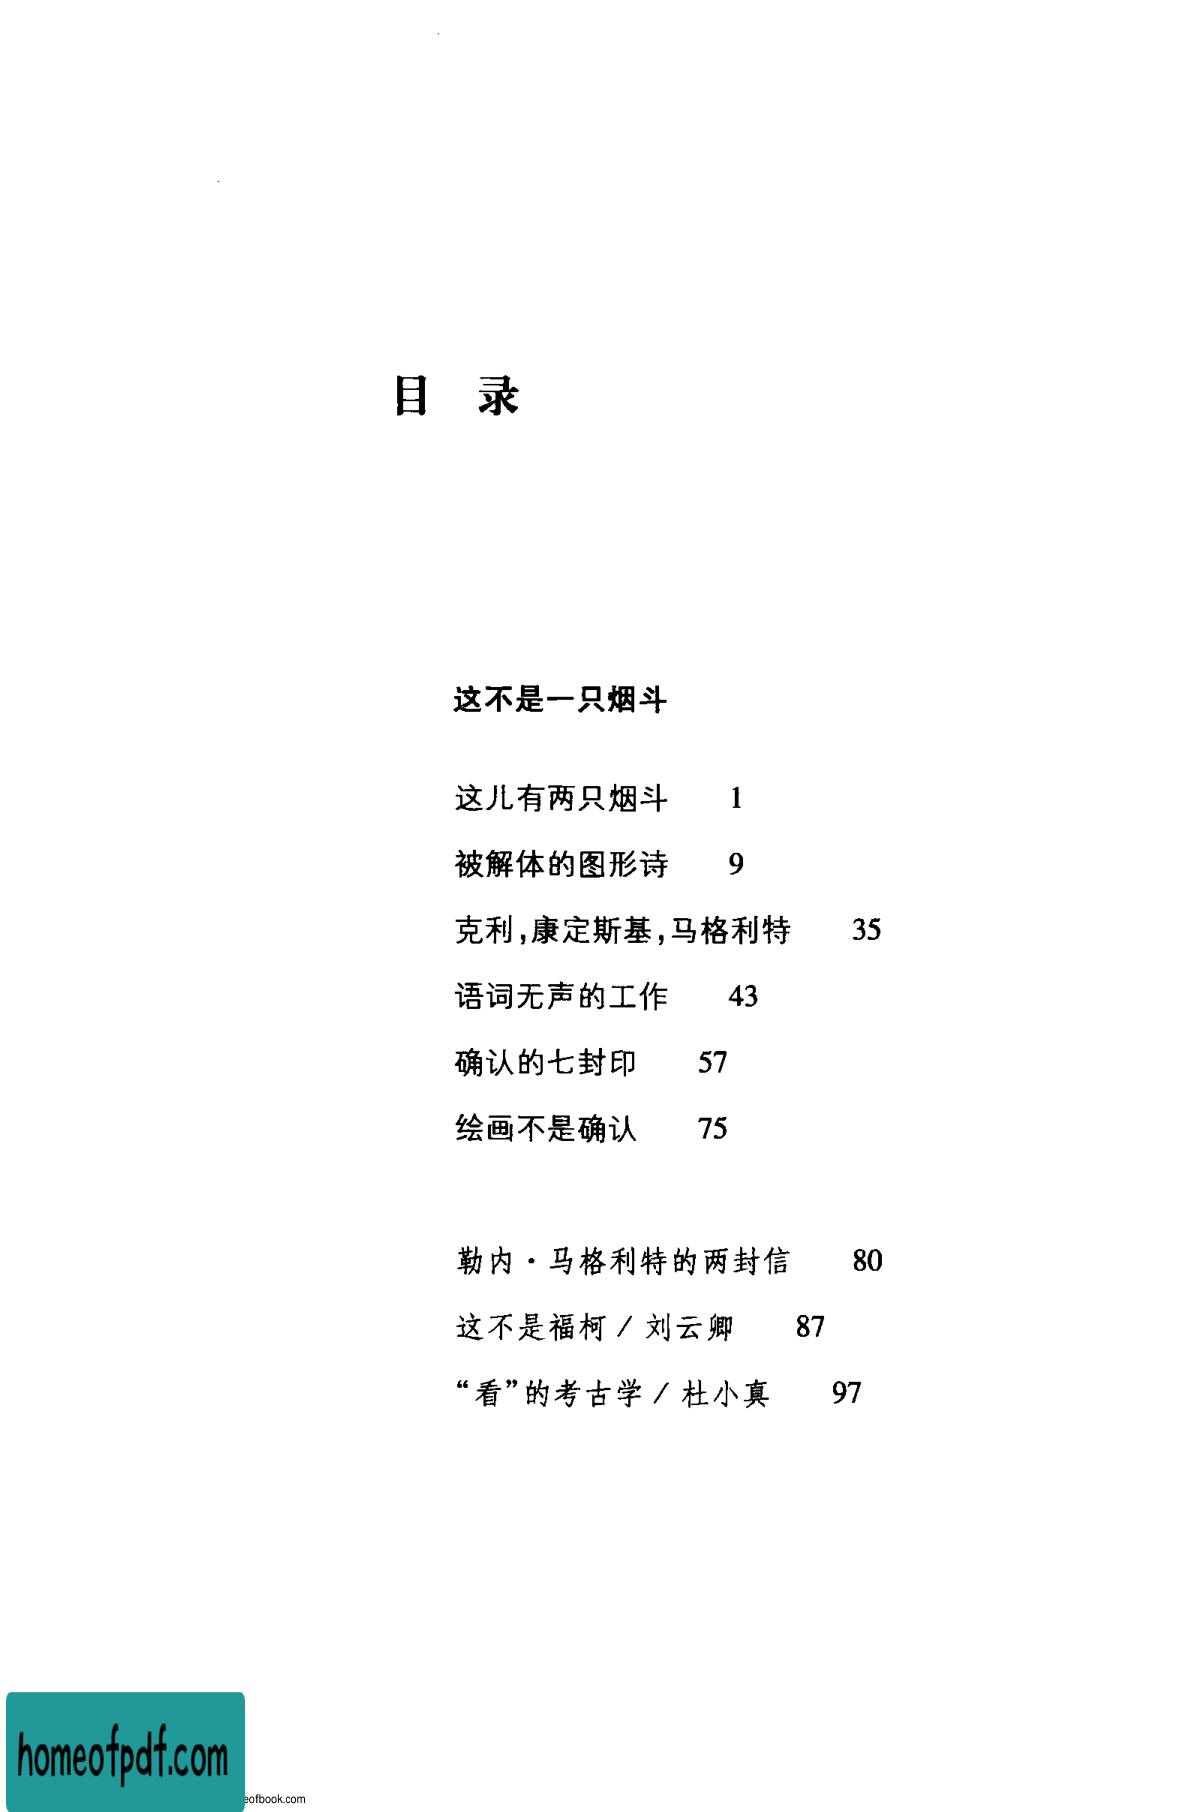 目 录
这不是一只烟斗
这儿有两只烟斗 1
被解体的图形诗 9
克利,康定斯基,马格利特 35
语词无声的工作 43
确认的七封印 57
绘画不是确认 75
勒内·马格利特的两封信 80
这不是福柯 / 刘云卿 87
“看”的考古学 / 杜小真 97
homeofpdf.com
eofbook.com